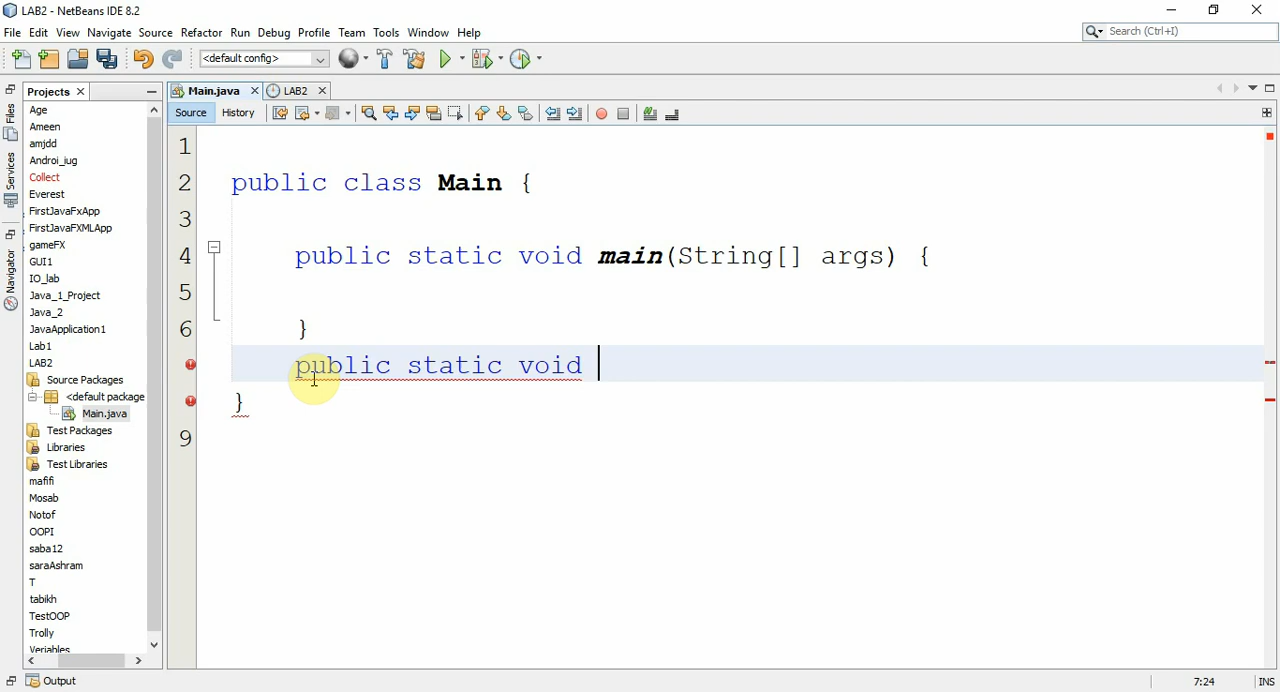 LAB2 - NetBeans IDE 8.2
File Edit View Navigate Source Refactor Run Debug Profile Team Tools Window Help
Search (Ctrl+I)
<default config>
Files
Services
Navigator
Projects
Age
Ameen
amjdd
Androi_iug
Collect
Everest
FirstJavaFxApp
FirstJavaFXMLApp
gameFX
GUI1
IO_lab
Java_1_Project
Java_2
JavaApplication1
Lab1
LAB2
Source Packages
<default package
Main.java
Test Packages
Libraries
Test Libraries
mafifi
Mosab
Notof
OOPI
saba12
saraAshram
T
tabikh
TestOOP
Trolly
Veriables
Main.java LAB2
Source History
1
2 public class Main {
3
4 public static void main(String[] args) {
5
6 }
public static void
}
9
Output
7:24 INS